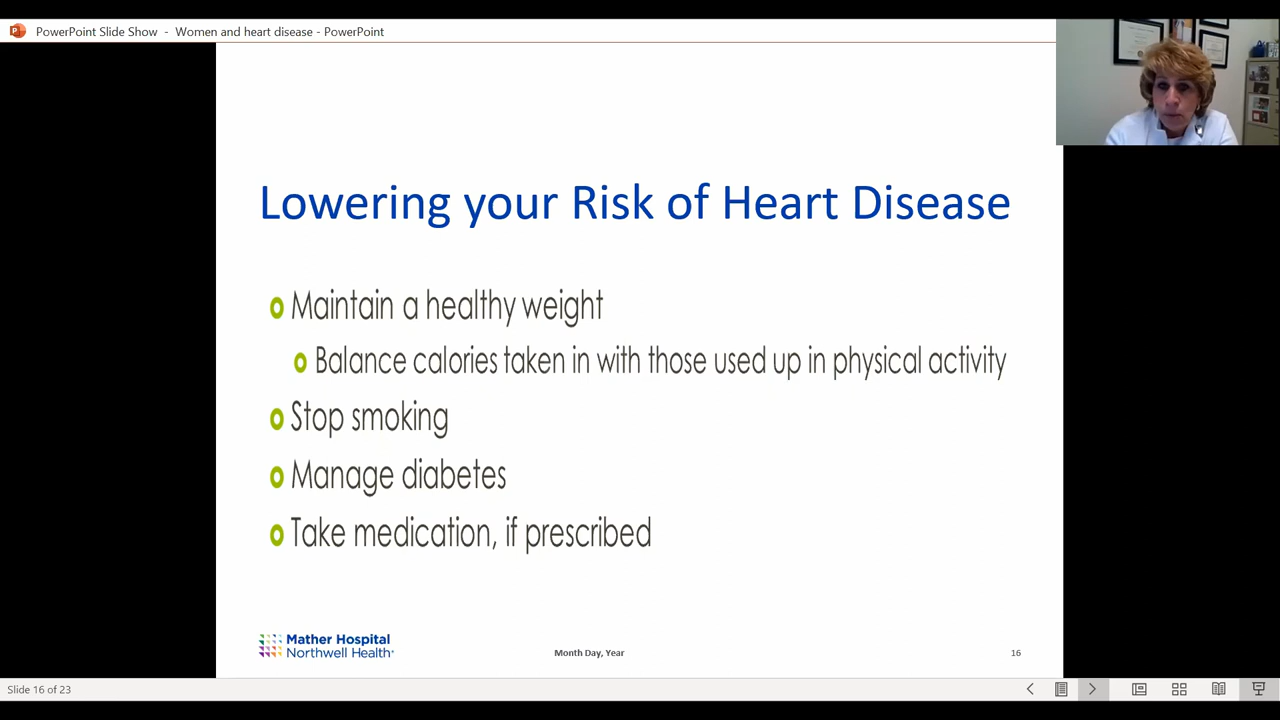 PowerPoint Slide Show - Women and heart disease - PowerPoint
Lowering your Risk of Heart Disease
Maintain a healthy weight
Balance calories taken in with those used up in physical activity
Stop smoking
Manage diabetes
Take medication, if prescribed
Mather Hospital
Northwell Health
Month Day, Year
16
Slide 16 of 23